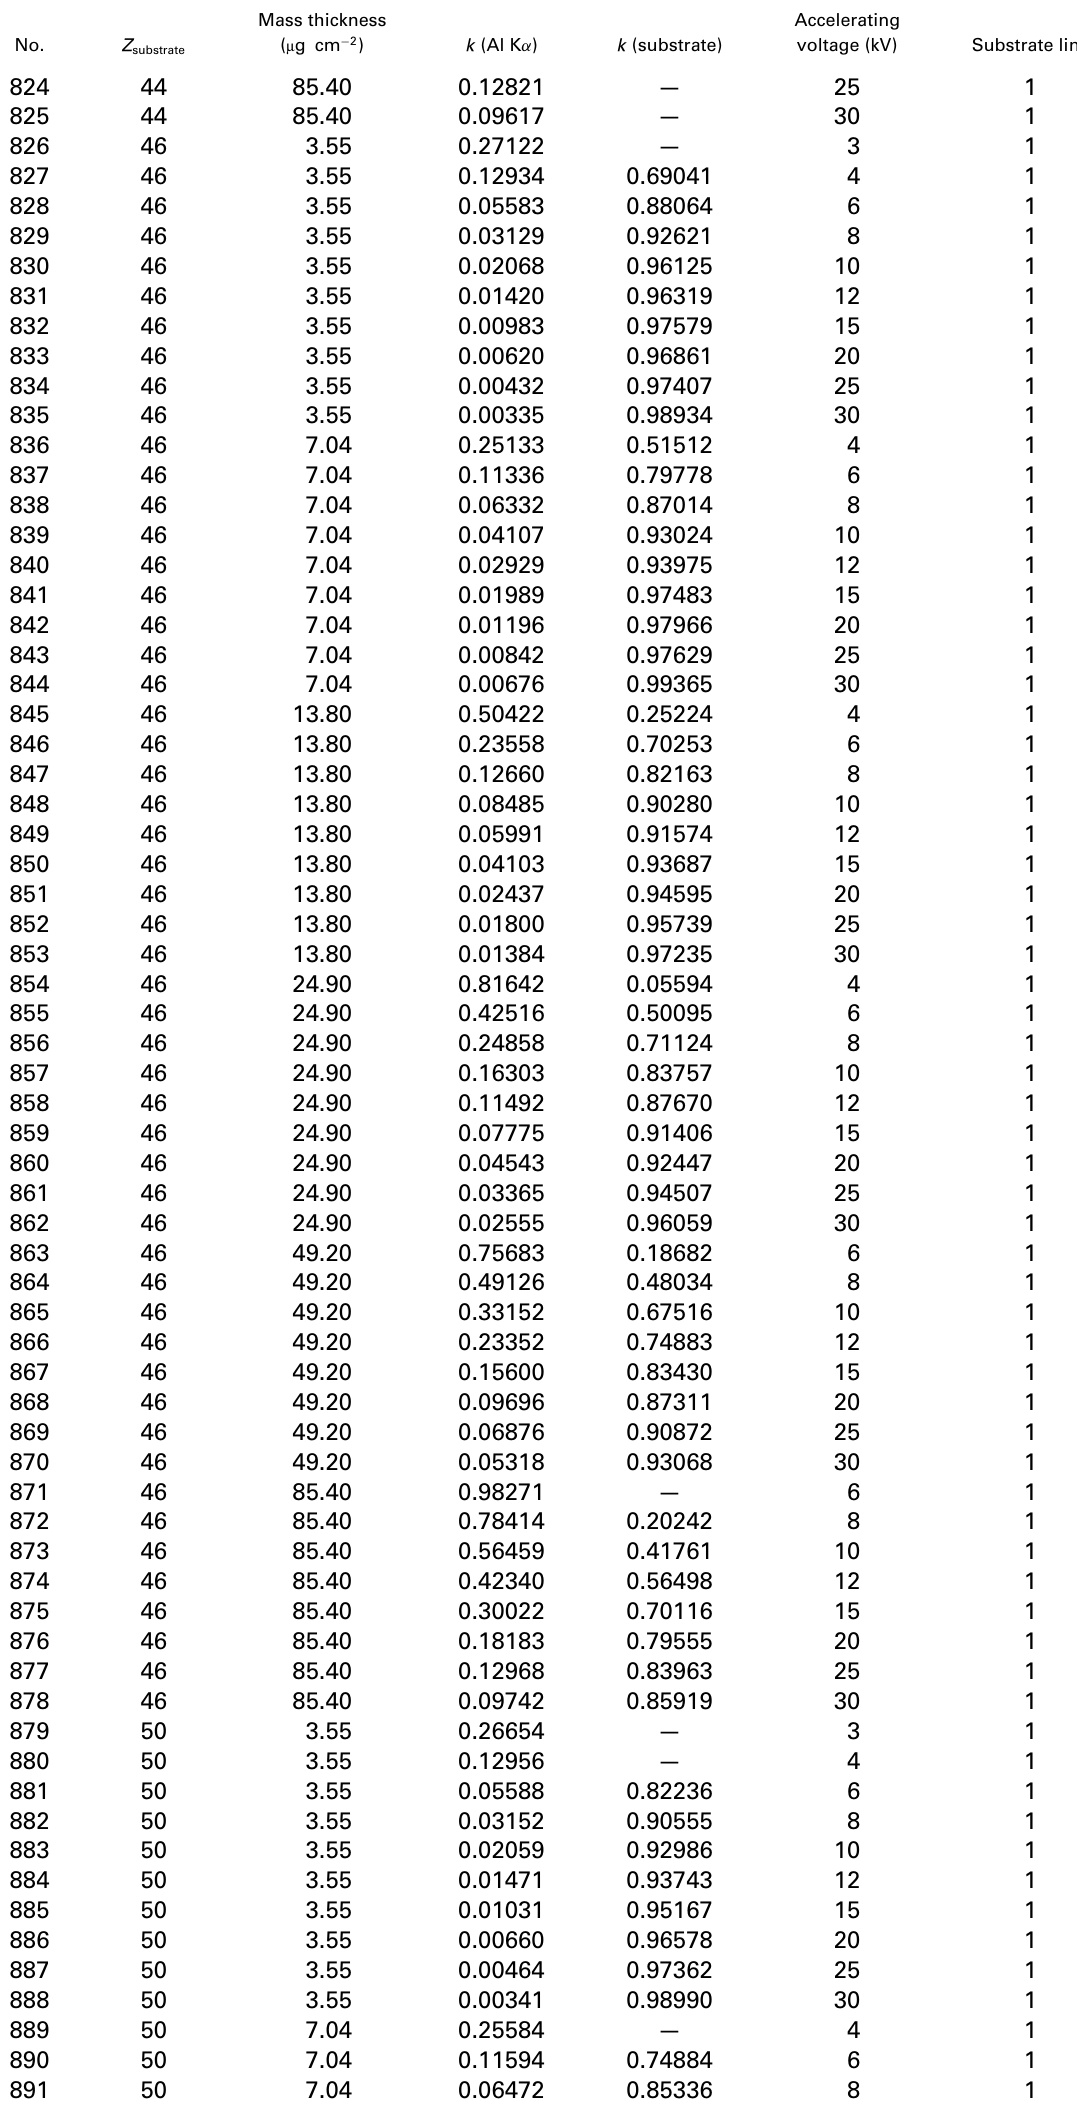 Mass thickness Accelerating
No. Zsubstrate (μg cm−2) k (Al Kα) k (substrate) voltage (kV) Substrate lin
824 44 85.40 0.12821 — 25 1
825 44 85.40 0.09617 — 30 1
826 46 3.55 0.27122 — 3 1
827 46 3.55 0.12934 0.69041 4 1
828 46 3.55 0.05583 0.88064 6 1
829 46 3.55 0.03129 0.92621 8 1
830 46 3.55 0.02068 0.96125 10 1
831 46 3.55 0.01420 0.96319 12 1
832 46 3.55 0.00983 0.97579 15 1
833 46 3.55 0.00620 0.96861 20 1
834 46 3.55 0.00432 0.97407 25 1
835 46 3.55 0.00335 0.98934 30 1
836 46 7.04 0.25133 0.51512 4 1
837 46 7.04 0.11336 0.79778 6 1
838 46 7.04 0.06332 0.87014 8 1
839 46 7.04 0.04107 0.93024 10 1
840 46 7.04 0.02929 0.93975 12 1
841 46 7.04 0.01989 0.97483 15 1
842 46 7.04 0.01196 0.97966 20 1
843 46 7.04 0.00842 0.97629 25 1
844 46 7.04 0.00676 0.99365 30 1
845 46 13.80 0.50422 0.25224 4 1
846 46 13.80 0.23558 0.70253 6 1
847 46 13.80 0.12660 0.82163 8 1
848 46 13.80 0.08485 0.90280 10 1
849 46 13.80 0.05991 0.91574 12 1
850 46 13.80 0.04103 0.93687 15 1
851 46 13.80 0.02437 0.94595 20 1
852 46 13.80 0.01800 0.95739 25 1
853 46 13.80 0.01384 0.97235 30 1
854 46 24.90 0.81642 0.05594 4 1
855 46 24.90 0.42516 0.50095 6 1
856 46 24.90 0.24858 0.71124 8 1
857 46 24.90 0.16303 0.83757 10 1
858 46 24.90 0.11492 0.87670 12 1
859 46 24.90 0.07775 0.91406 15 1
860 46 24.90 0.04543 0.92447 20 1
861 46 24.90 0.03365 0.94507 25 1
862 46 24.90 0.02555 0.96059 30 1
863 46 49.20 0.75683 0.18682 6 1
864 46 49.20 0.49126 0.48034 8 1
865 46 49.20 0.33152 0.67516 10 1
866 46 49.20 0.23352 0.74883 12 1
867 46 49.20 0.15600 0.83430 15 1
868 46 49.20 0.09696 0.87311 20 1
869 46 49.20 0.06876 0.90872 25 1
870 46 49.20 0.05318 0.93068 30 1
871 46 85.40 0.98271 — 6 1
872 46 85.40 0.78414 0.20242 8 1
873 46 85.40 0.56459 0.41761 10 1
874 46 85.40 0.42340 0.56498 12 1
875 46 85.40 0.30022 0.70116 15 1
876 46 85.40 0.18183 0.79555 20 1
877 46 85.40 0.12968 0.83963 25 1
878 46 85.40 0.09742 0.85919 30 1
879 50 3.55 0.26654 — 3 1
880 50 3.55 0.12956 — 4 1
881 50 3.55 0.05588 0.82236 6 1
882 50 3.55 0.03152 0.90555 8 1
883 50 3.55 0.02059 0.92986 10 1
884 50 3.55 0.01471 0.93743 12 1
885 50 3.55 0.01031 0.95167 15 1
886 50 3.55 0.00660 0.96578 20 1
887 50 3.55 0.00464 0.97362 25 1
888 50 3.55 0.00341 0.98990 30 1
889 50 7.04 0.25584 — 4 1
890 50 7.04 0.11594 0.74884 6 1
891 50 7.04 0.06472 0.85336 8 1